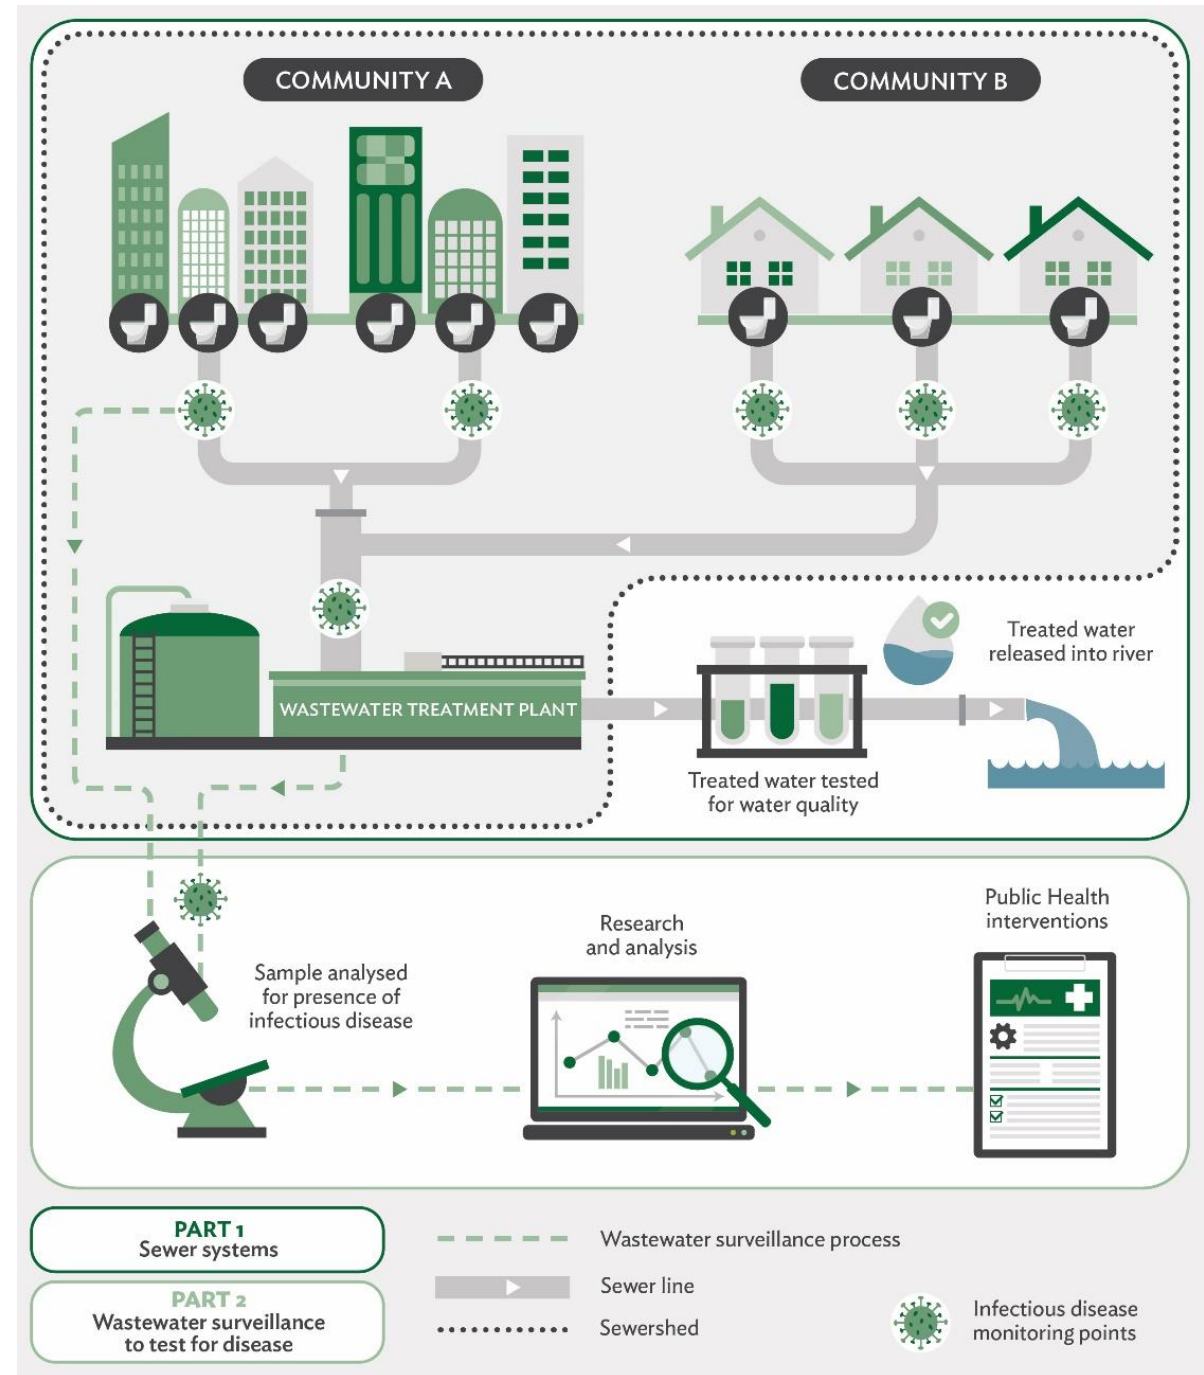 COMMUNITY A
COMMUNITY B
WASTEWATER TREATMENT PLANT
Treated water
released into river
Treated water tested
for water quality
Sample analysed
for presence of
infectious disease
Research
and analysis
Public Health
interventions
PART 1
Sewer systems
PART 2
Wastewater surveillance
to test for disease
Wastewater surveillance process
Sewer line
Sewershed
Infectious disease
monitoring points